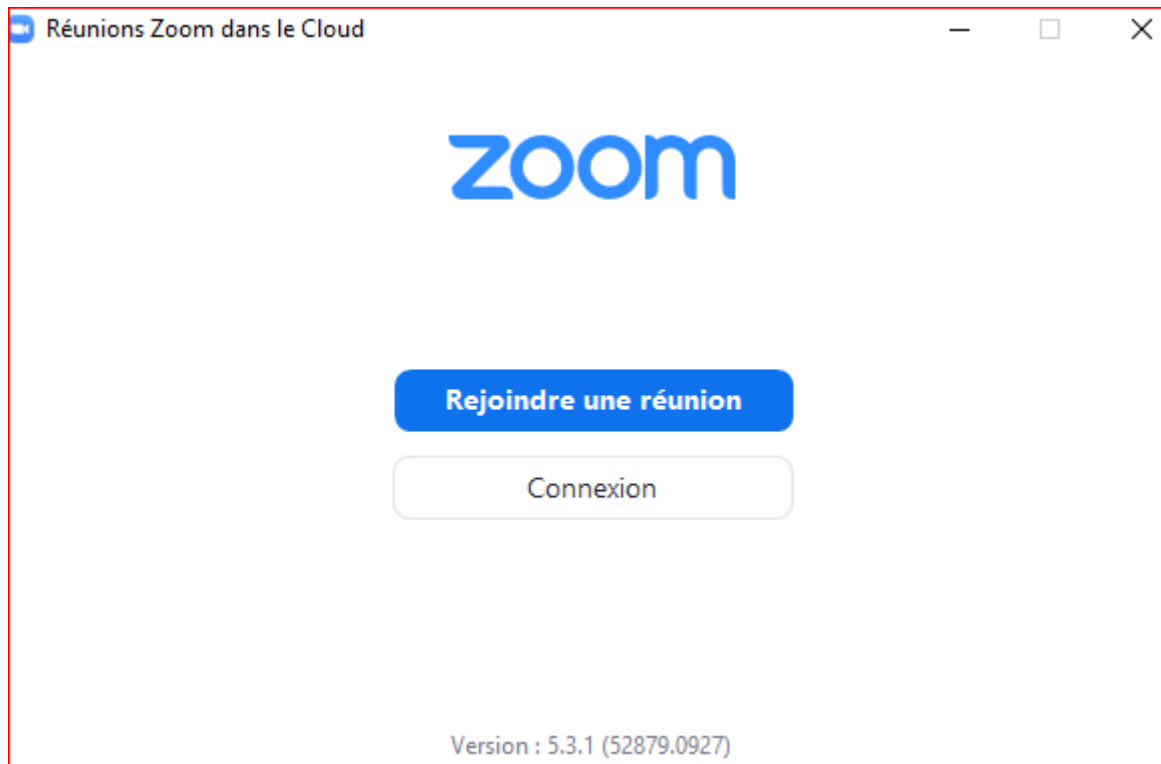 Réunions Zoom dans le Cloud
zoom
Rejoindre une réunion
Connexion
Version : 5.3.1 (52879.0927)